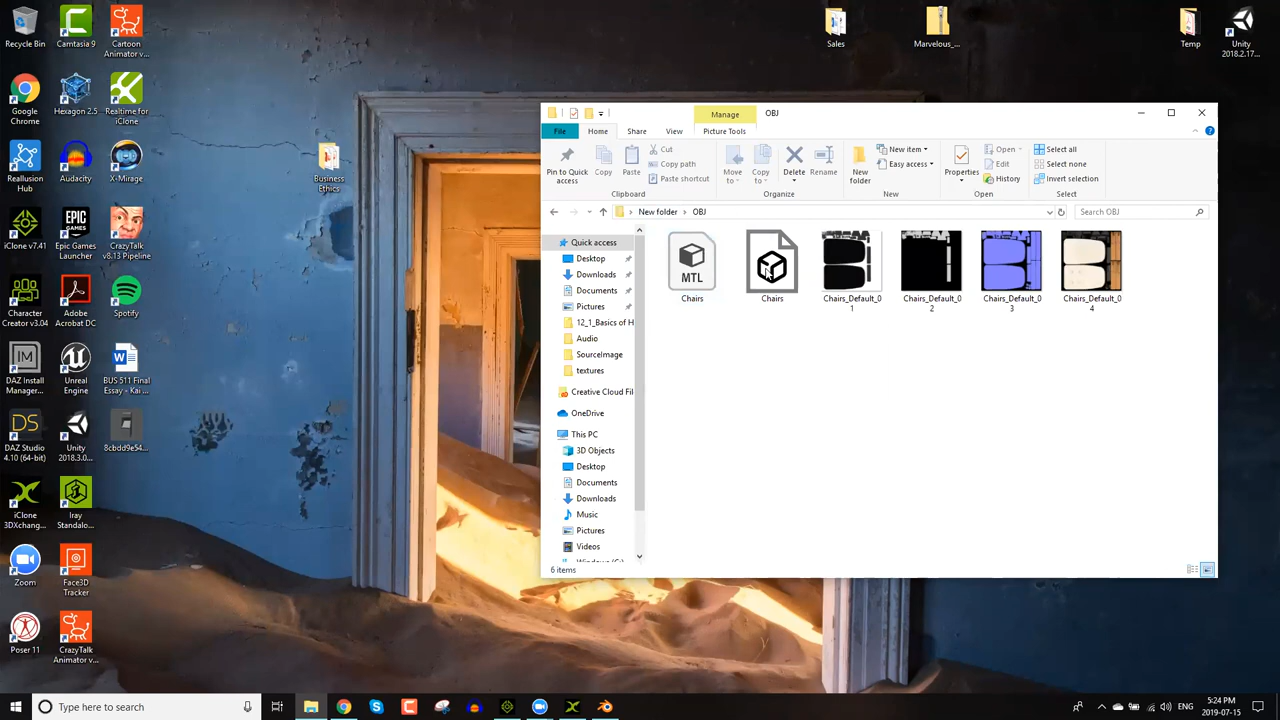 Recycle Bin
Camtasia 9
Cartoon
Animator v...
Google
Chrome
Hexagon 2.5
Realtime for
iClone
Reallusion
Hub
Audacity
X-Mirage
iClone v7.41
Epic Games
Launcher
CrazyTalk
v8.13 Pipeline
Character
Creator v3.04
Adobe
Acrobat DC
Spotify
DAZ Install
Manager...
Unreal
Engine
BUS 511 Final
Essay - Kai ...
DAZ Studio
4.10 (64-bit)
Unity
2018.3.0...
8cbdd9e54...
iClone
3DXchang...
Iray
Standalo...
Zoom
Face3D
Tracker
Poser 11
CrazyTalk
Animator v...
Business
Ethics
Sales
Marvelous_...
Temp
Unity
2018.2.17...
Manage
OBJ
File
Home
Share
View
Picture Tools
Pin to Quick
access
Copy
Paste
Cut
Copy path
Paste shortcut
Clipboard
Move
to
Copy
to
Delete
Rename
Organize
New
folder
New item
Easy access
New
Properties
Open
Edit
History
Open
Select all
Select none
Invert selection
Select
New folder
OBJ
Search OBJ
Quick access
Desktop
Downloads
Documents
Pictures
12_1_Basics of H
Audio
SourceImage
textures
Creative Cloud Fil
OneDrive
This PC
3D Objects
Desktop
Documents
Downloads
Music
Pictures
Videos
MTL
Chairs
Chairs
Chairs_Default_0
1
Chairs_Default_0
2
Chairs_Default_0
3
Chairs_Default_0
4
6 items
Type here to search
5:24 PM
2019-07-15